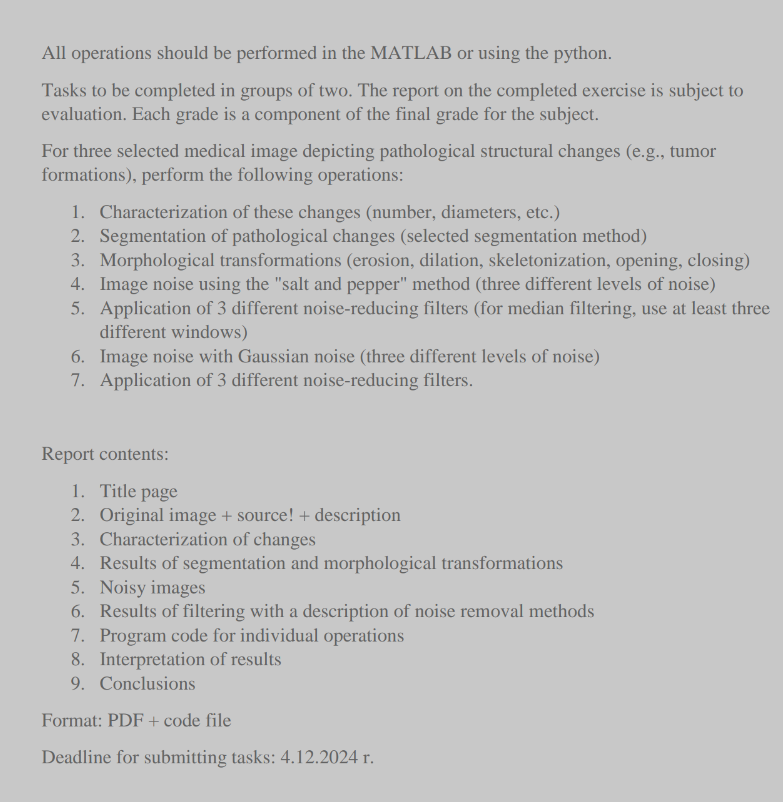 All operations should be performed in the MATLAB or using the python.
Tasks to be completed in groups of two. The report on the completed exercise is subject to
evaluation. Each grade is a component of the final grade for the subject.
For three selected medical image depicting pathological structural changes (e.g., tumor
formations), perform the following operations:
1. Characterization of these changes (number, diameters, etc.)
2. Segmentation of pathological changes (selected segmentation method)
3. Morphological transformations (erosion, dilation, skeletonization, opening, closing)
4. Image noise using the "salt and pepper" method (three different levels of noise)
5. Application of 3 different noise-reducing filters (for median filtering, use at least three
different windows)
6. Image noise with Gaussian noise (three different levels of noise)
7. Application of 3 different noise-reducing filters.
Report contents:
1. Title page
2. Original image + source! + description
3. Characterization of changes
4. Results of segmentation and morphological transformations
5. Noisy images
6. Results of filtering with a description of noise removal methods
7. Program code for individual operations
8. Interpretation of results
9. Conclusions
Format: PDF + code file
Deadline for submitting tasks: 4.12.2024 r.